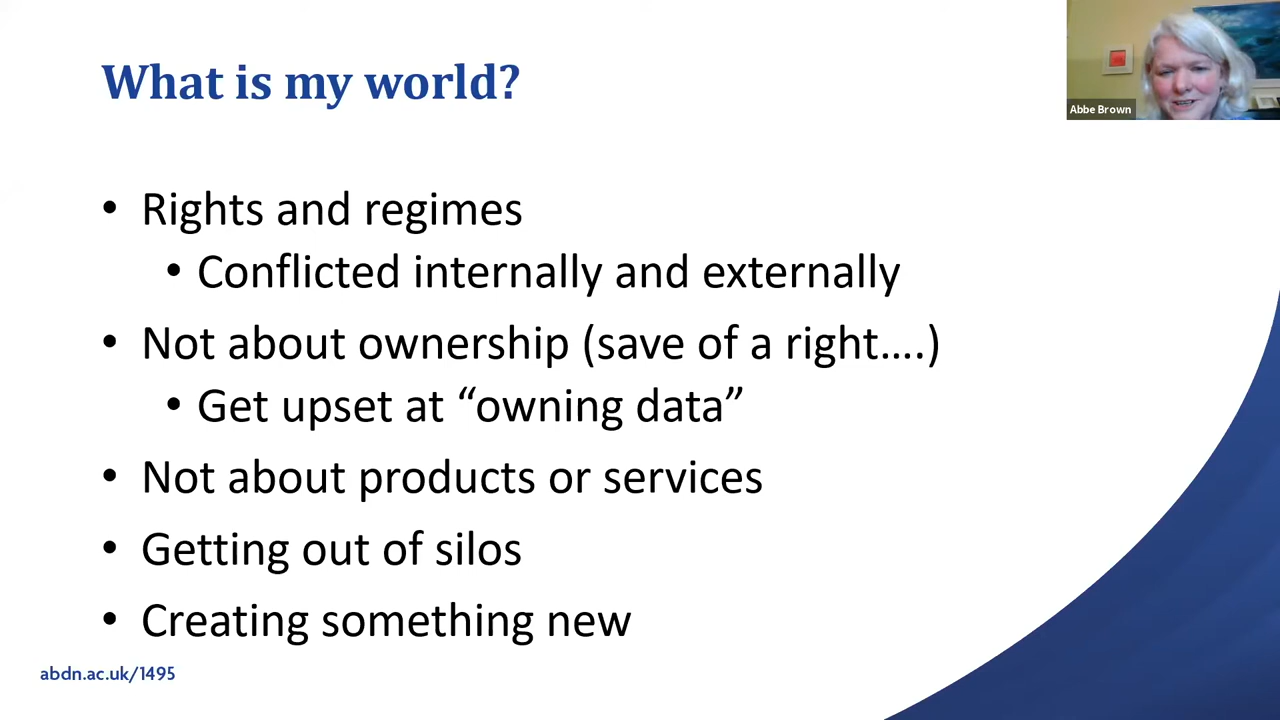 What is my world?
Abbe Brown
• Rights and regimes
• Conflicted internally and externally
• Not about ownership (save of a right....)
• Get upset at “owning data”
• Not about products or services
• Getting out of silos
• Creating something new
abdn.ac.uk/1495